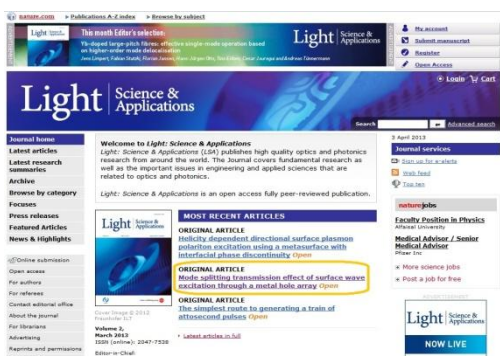 nature.com ▸ Publications A-Z index ▸ Browse by subject
Light Science & Applications
This month Editor's selection:
Yb-doped large-pitch fibres: effective single-mode operation based
on higher-order mode delocalisation
Light Science & Applications
My account
Submit manuscript
Register
Open Access
Login Cart
Light Science & Applications
Search
Advanced search
Journal home
Latest articles
Latest research
summaries
Archive
Browse by category
Focuses
Press releases
Featured Articles
News & Highlights
Online submission
Open access
For authors
For referees
Contact editorial office
About the journal
For librarians
Advertising
Reprints and permissions
Welcome to Light: Science & Applications
Light: Science & Applications (LSA) publishes high quality optics and photonics
research from around the world. The Journal covers fundamental research as
well as the important issues in engineering and applied sciences that are
related to optics and photonics.
Light: Science & Applications is an open access fully peer-reviewed publication.
Light Science & Applications
Cover Image © 2012
Fraunhofer ILT
Volume 2,
March 2013
ISSN (online): 2047-7538
Editor-in-Chief:
MOST RECENT ARTICLES
ORIGINAL ARTICLE
Helicity dependent directional surface plasmon
polariton excitation using a metasurface with
interfacial phase discontinuity Open
ORIGINAL ARTICLE
Mode splitting transmission effect of surface wave
excitation through a metal hole array Open
ORIGINAL ARTICLE
The simplest route to generating a train of
attosecond pulses Open
Latest articles in full
3 April 2013
Journal services
Sign up for e-alerts
Web feed
Top ten
naturejobs
Faculty Position in Physics
Alfaisal University
Medical Advisor / Senior
Medical Advisor
Pfizer Inc
More science jobs
Post a job for free
ADVERTISEMENT
Light Science & Applications
NOW LIVE